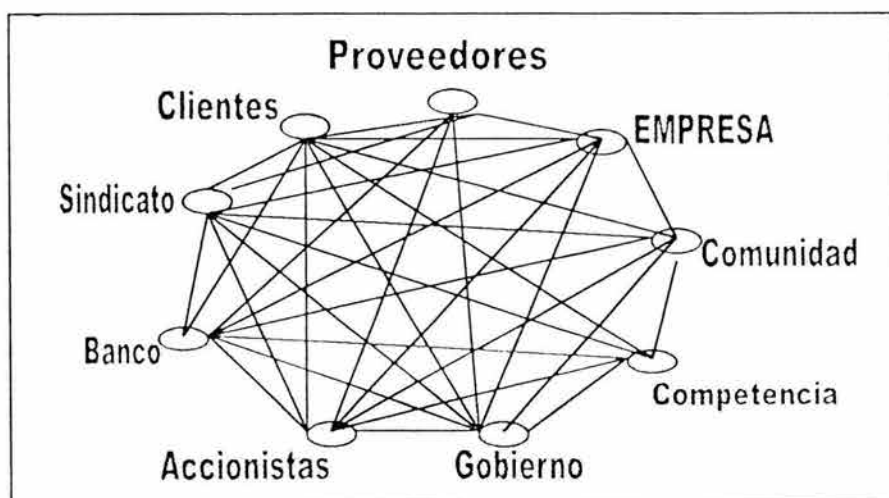 Proveedores
Clientes
EMPRESA
Sindicato
Comunidad
Banco
Competencia
Accionistas
Gobierno